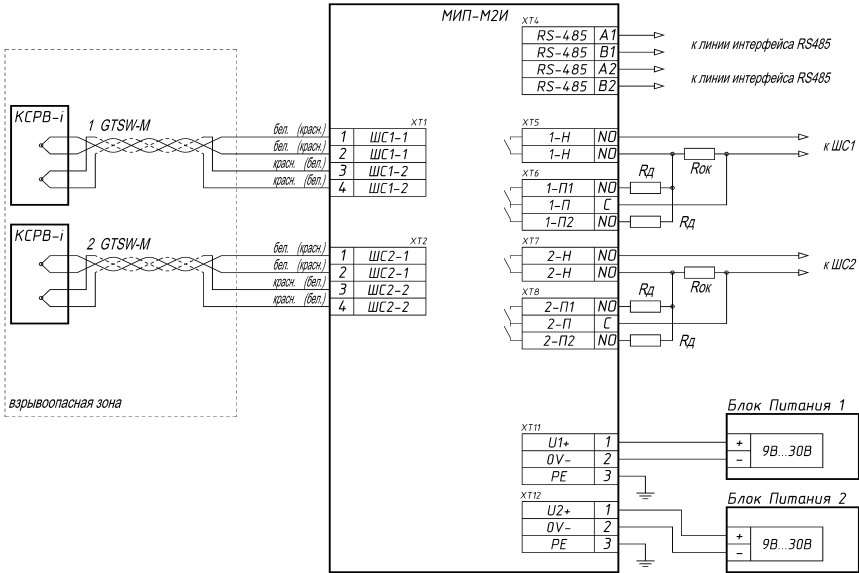 МИП-М2И
XT4
RS-485 A1
RS-485 B1
RS-485 A2
RS-485 B2
к линии интерфейса RS485
к линии интерфейса RS485
КСРВ-i
1 GTSW-M
бел. (красн.)
бел. (красн.)
красн. (бел.)
красн. (бел.)
XT1
1 ШС1-1
2 ШС1-1
3 ШС1-2
4 ШС1-2
XT5
1-Н NO
1-Н NO
к ШС1
Rд
Rок
XT6
1-П1 NO
1-П C
1-П2 NO
Rд
КСРВ-i
2 GTSW-M
бел. (красн.)
бел. (красн.)
красн. (бел.)
красн. (бел.)
XT2
1 ШС2-1
2 ШС2-1
3 ШС2-2
4 ШС2-2
XT7
2-Н NO
2-Н NO
к ШС2
Rд
Rок
XT8
2-П1 NO
2-П C
2-П2 NO
Rд
взрывоопасная зона
XT11
U1+ 1
0V- 2
PE 3
Блок Питания 1
+
-
9В...30В
XT12
U2+ 1
0V- 2
PE 3
Блок Питания 2
+
-
9В...30В